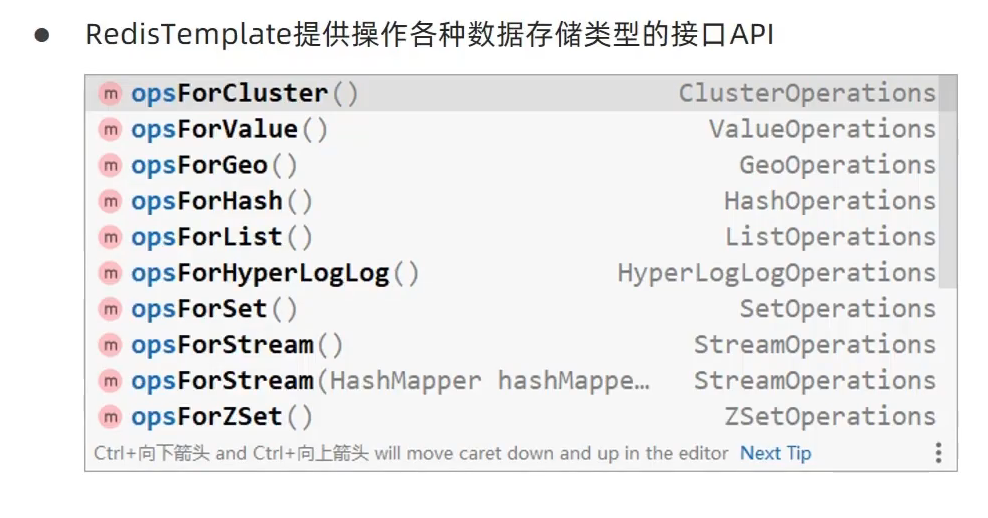 ● RedisTemplate提供操作各种数据存储类型的接口API
m opsForCluster() ClusterOperations
m opsForValue() ValueOperations
m opsForGeo() GeoOperations
m opsForHash() HashOperations
m opsForList() ListOperations
m opsForHyperLogLog() HyperLogLogOperations
m opsForSet() SetOperations
m opsForStream() StreamOperations
m opsForStream(HashMapper hashMappe… StreamOperations
m opsForZSet() ZSetOperations
Ctrl+向下箭头 and Ctrl+向上箭头 will move caret down and up in the editor Next Tip